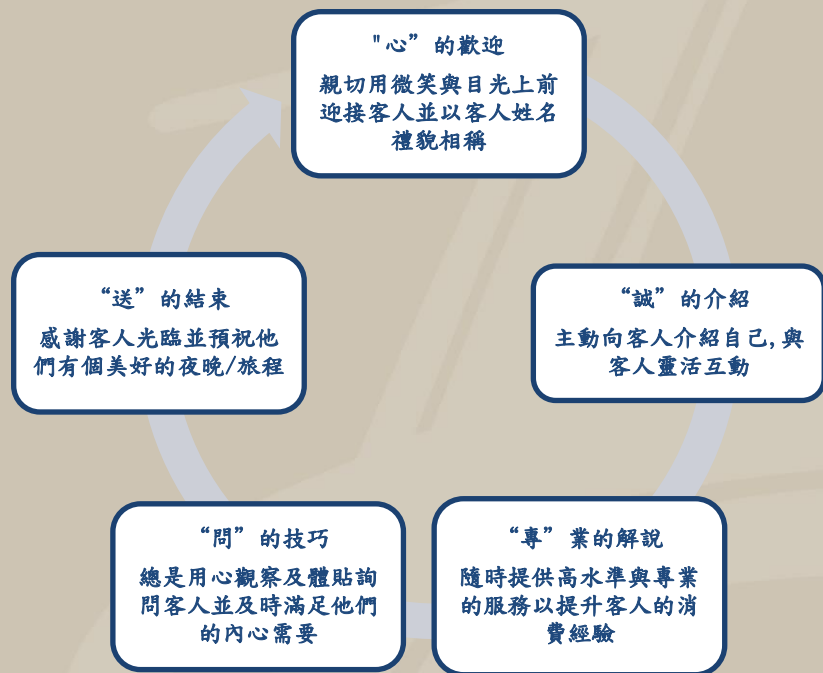 "心”的歡迎
親切用微笑與目光上前
迎接客人並以客人姓名
禮貌相稱
“誠”的介紹
主動向客人介紹自己,與
客人靈活互動
“專”業的解說
隨時提供高水準與專業
的服務以提升客人的消
費經驗
“問”的技巧
總是用心觀察及體貼詢
問客人並及時滿足他們
的內心需要
“送”的結束
感謝客人光臨並預祝他
們有個美好的夜晚/旅程